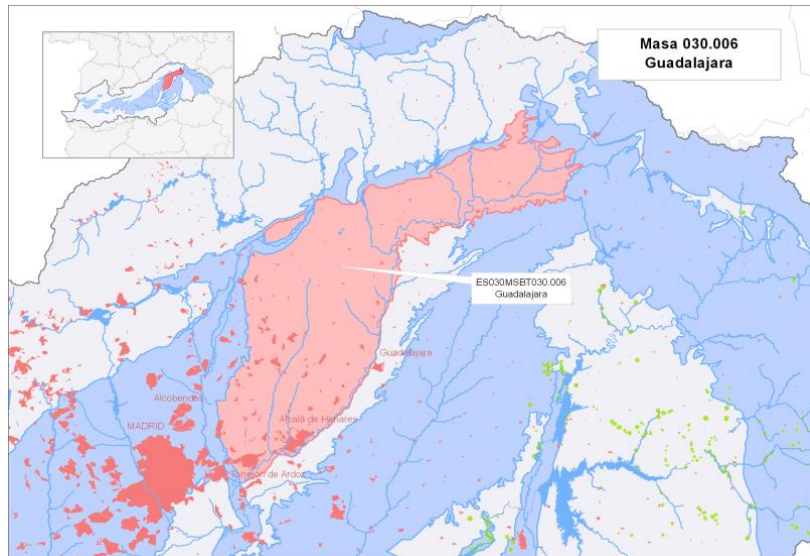 Masa 030.006
Guadalajara
ES030MSBT030.006
Guadalajara
Guadalajara
Alcobendas
Alcalá de Henares
MADRID
Torrejón de Ardoz